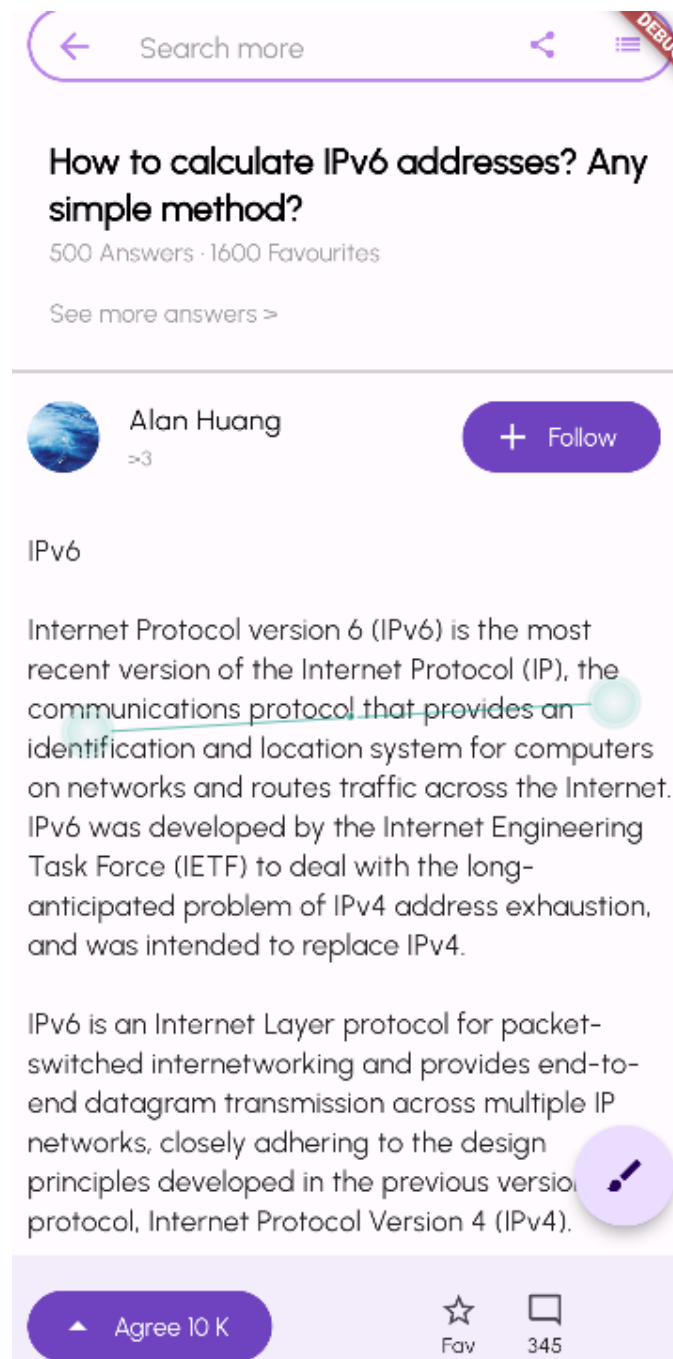 Search more
DEBU
How to calculate IPv6 addresses? Any
simple method?
500 Answers · 1600 Favourites
See more answers >
Alan Huang
>3
+ Follow
IPv6
Internet Protocol version 6 (IPv6) is the most
recent version of the Internet Protocol (IP), the
communications protocol that provides an
identification and location system for computers
on networks and routes traffic across the Internet.
IPv6 was developed by the Internet Engineering
Task Force (IETF) to deal with the long-
anticipated problem of IPv4 address exhaustion,
and was intended to replace IPv4.
IPv6 is an Internet Layer protocol for packet-
switched internetworking and provides end-to-
end datagram transmission across multiple IP
networks, closely adhering to the design
principles developed in the previous versio
protocol, Internet Protocol Version 4 (IPv4).
Agree 10 K
Fav
345